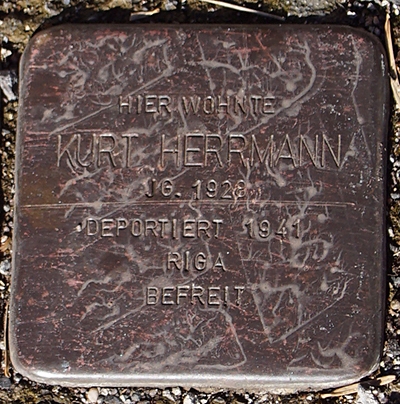 HIER WOHNTE
KURT HERRMANN
JG. 1928
DEPORTIERT 1941
RIGA
BEFREIT